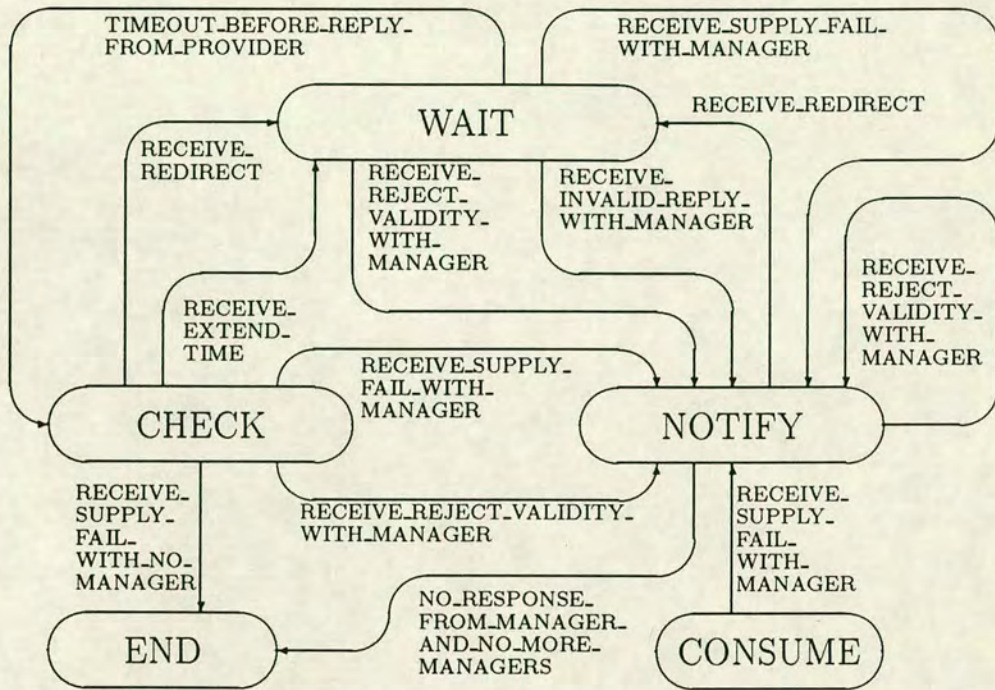 TIMEOUT_BEFORE_REPLY_
FROM_PROVIDER
RECEIVE_SUPPLY_FAIL_
WITH_MANAGER
WAIT
RECEIVE_REDIRECT
RECEIVE_
REDIRECT
RECEIVE_
REJECT_
VALIDITY_
WITH_
MANAGER
RECEIVE_
INVALID_REPLY_
WITH_MANAGER
RECEIVE_
REJECT_
VALIDITY_
WITH_
MANAGER
RECEIVE_
EXTEND_
TIME
RECEIVE_SUPPLY_
FAIL_WITH_
MANAGER
CHECK
NOTIFY
RECEIVE_
SUPPLY_
FAIL_
WITH_NO_
MANAGER
RECEIVE_REJECT_VALIDITY_
WITH_MANAGER
RECEIVE_
SUPPLY_
FAIL_
WITH_
MANAGER
NO_RESPONSE_
FROM_MANAGER_
AND_NO_MORE_
MANAGERS
END
CONSUME